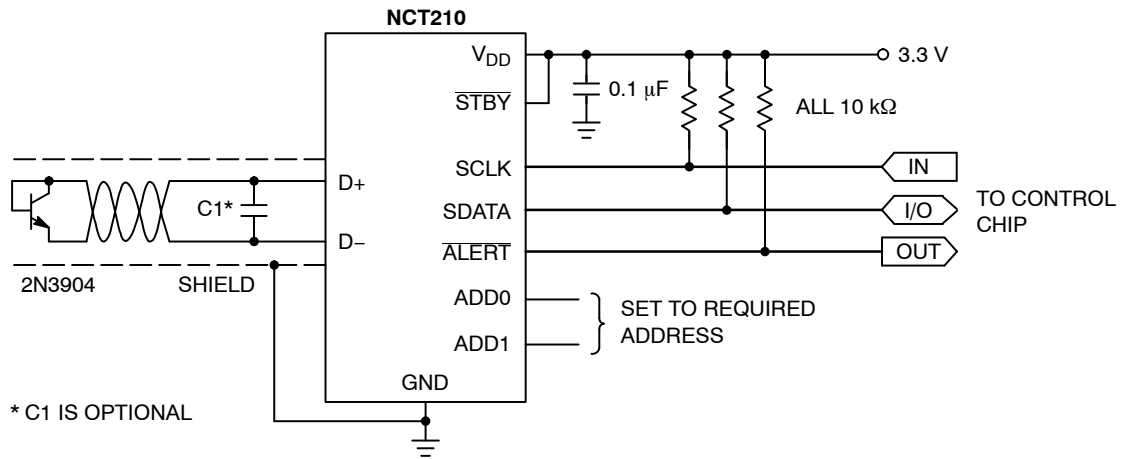 NCT210
VDD
3.3 V
STBY
0.1 μF
ALL 10 kΩ
SCLK
IN
D+
C1*
SDATA
I/O
TO CONTROL
CHIP
D−
ALERT
OUT
2N3904
SHIELD
ADD0
SET TO REQUIRED
ADDRESS
ADD1
GND
* C1 IS OPTIONAL